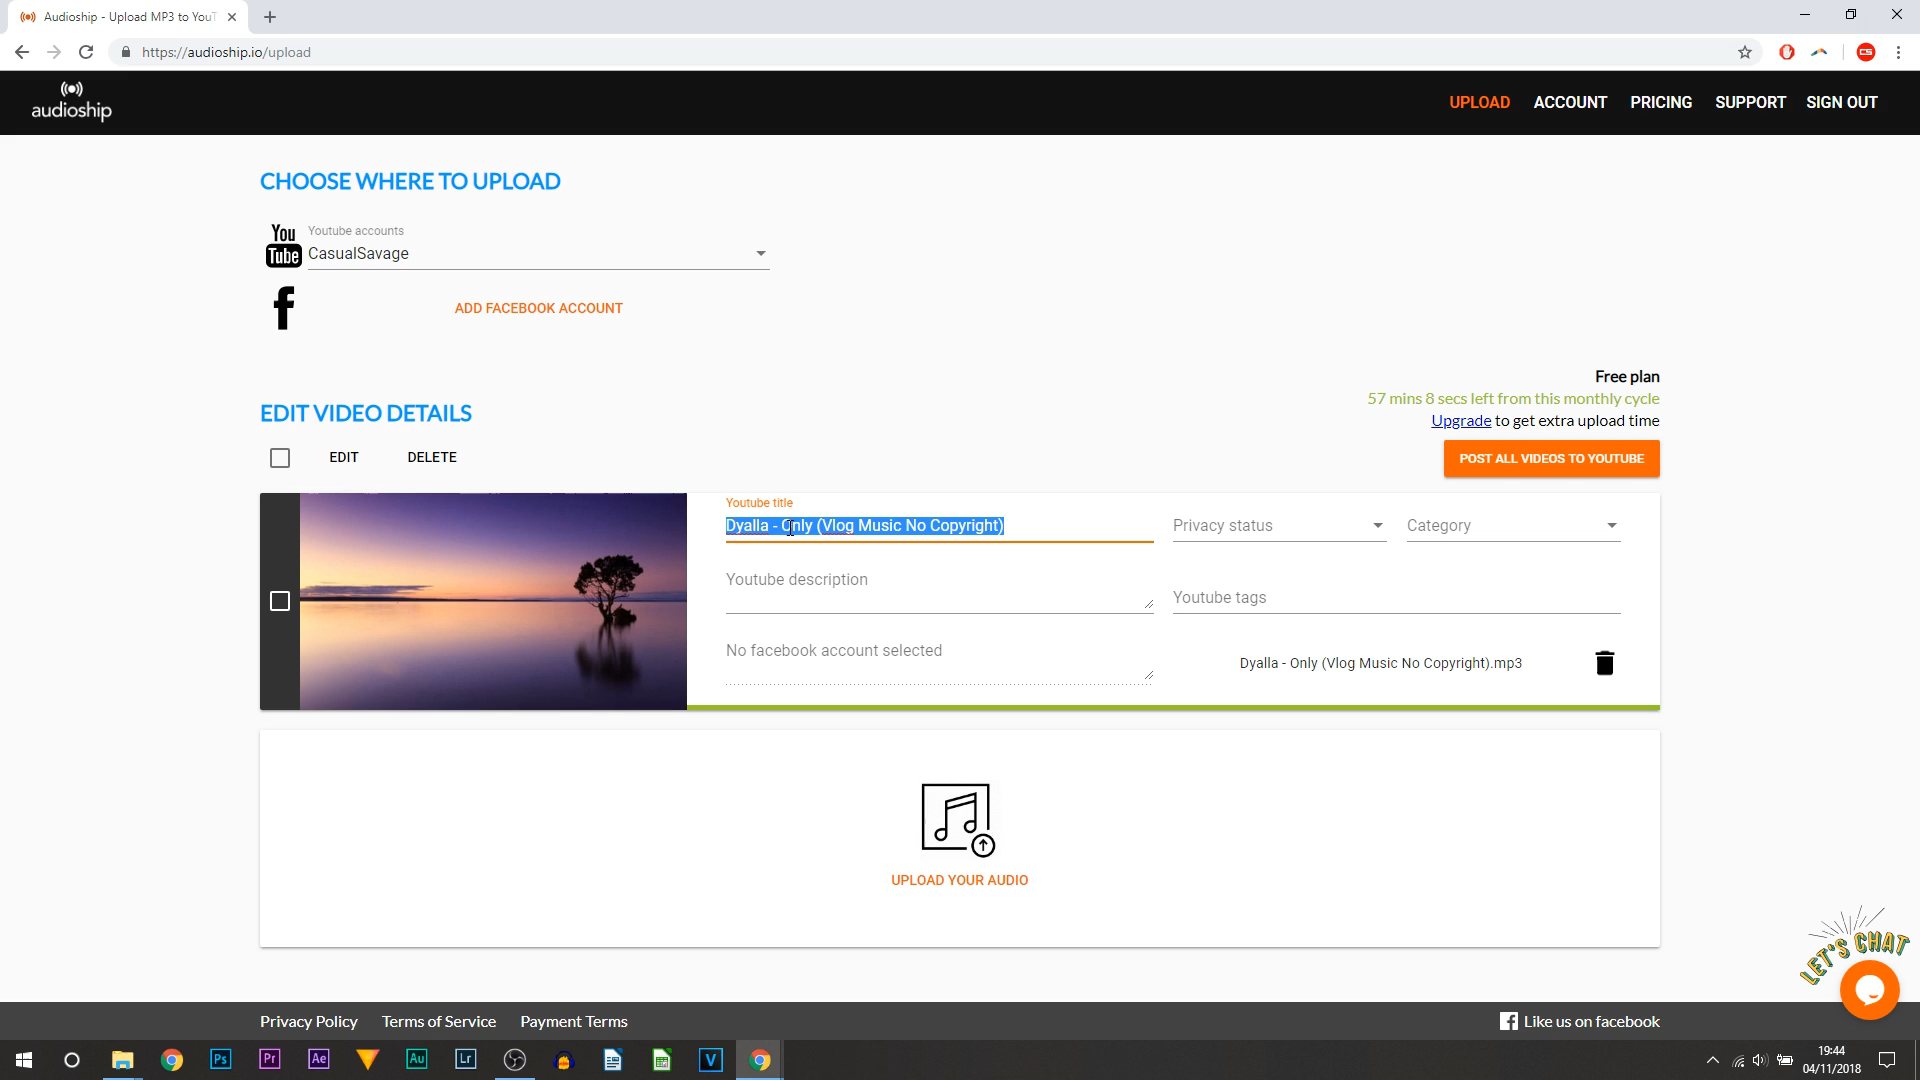 Audioship - Upload MP3 to YouT
https://audioship.io/upload
audioship
UPLOAD ACCOUNT PRICING SUPPORT SIGN OUT
CHOOSE WHERE TO UPLOAD
You Tube
Youtube accounts
CasualSavage
ADD FACEBOOK ACCOUNT
Free plan
57 mins 8 secs left from this monthly cycle
Upgrade to get extra upload time
EDIT VIDEO DETAILS
EDIT DELETE
POST ALL VIDEOS TO YOUTUBE
Youtube title
Dyalla - Only (Vlog Music No Copyright)
Privacy status
Category
Youtube description
Youtube tags
No facebook account selected
Dyalla - Only (Vlog Music No Copyright).mp3
UPLOAD YOUR AUDIO
LET'S CHAT
Privacy Policy Terms of Service Payment Terms
Like us on facebook
Ps Pr Ae Au Lr V
19:44
04/11/2018